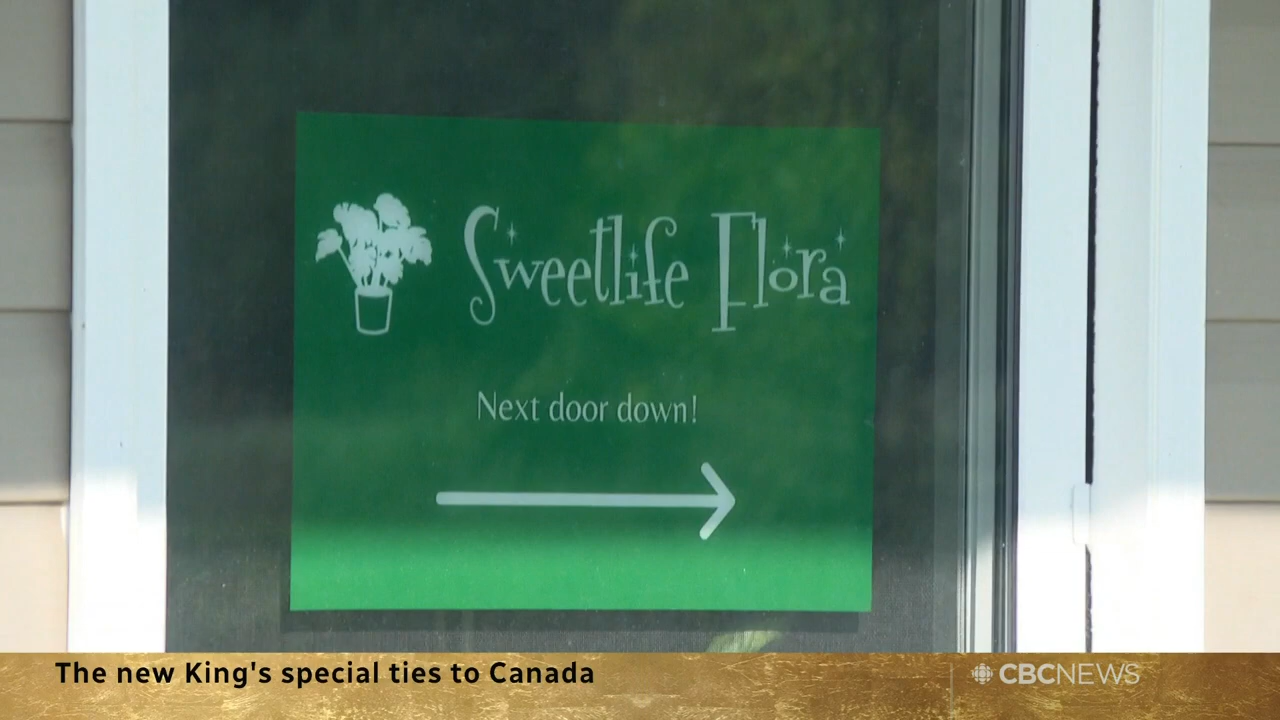 Sweetlife Flora
Next door down!
The new King's special ties to Canada
CBCNEWS